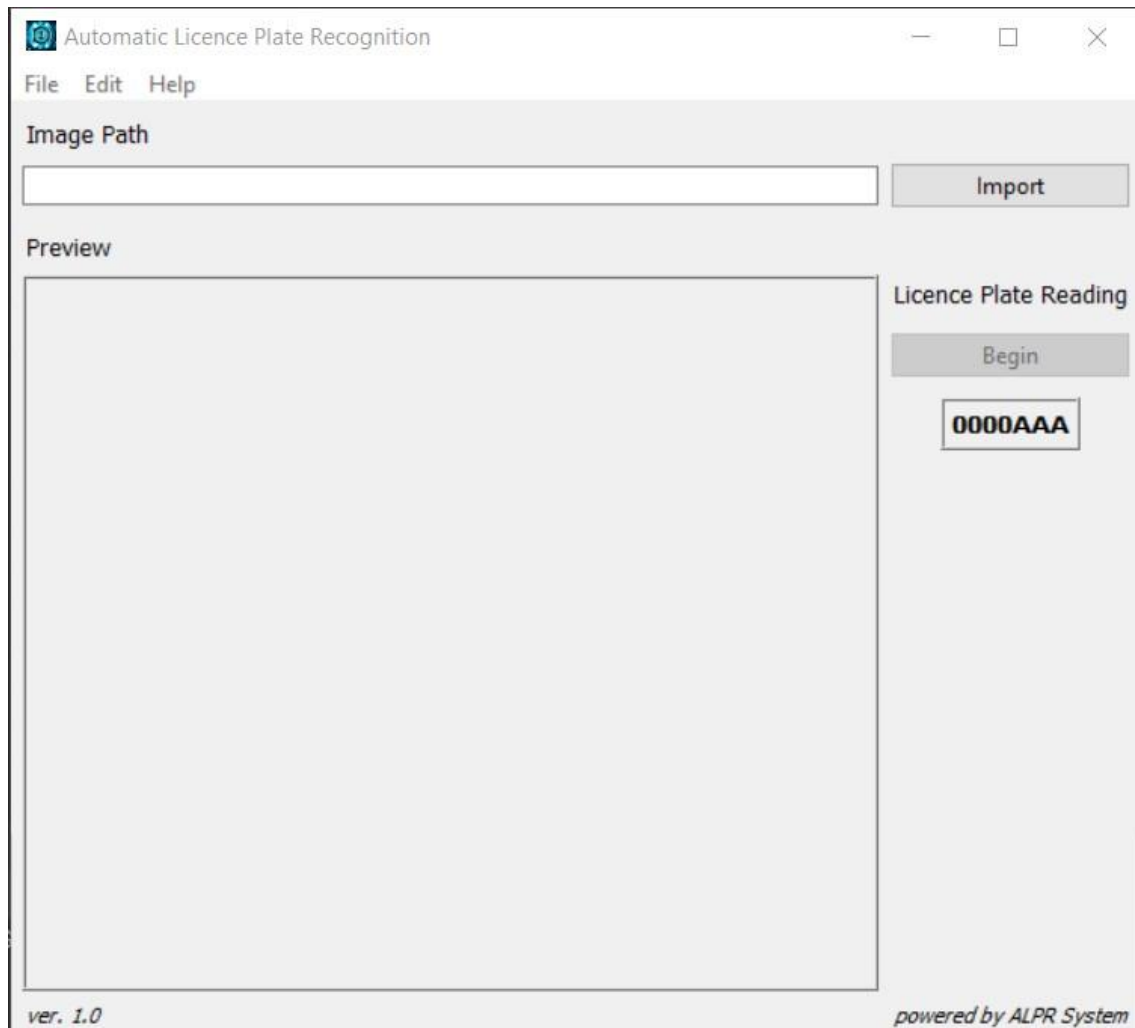 Automatic Licence Plate Recognition
File Edit Help
Image Path
Import
Preview
Licence Plate Reading
Begin
0000AAA
ver. 1.0
powered by ALPR System